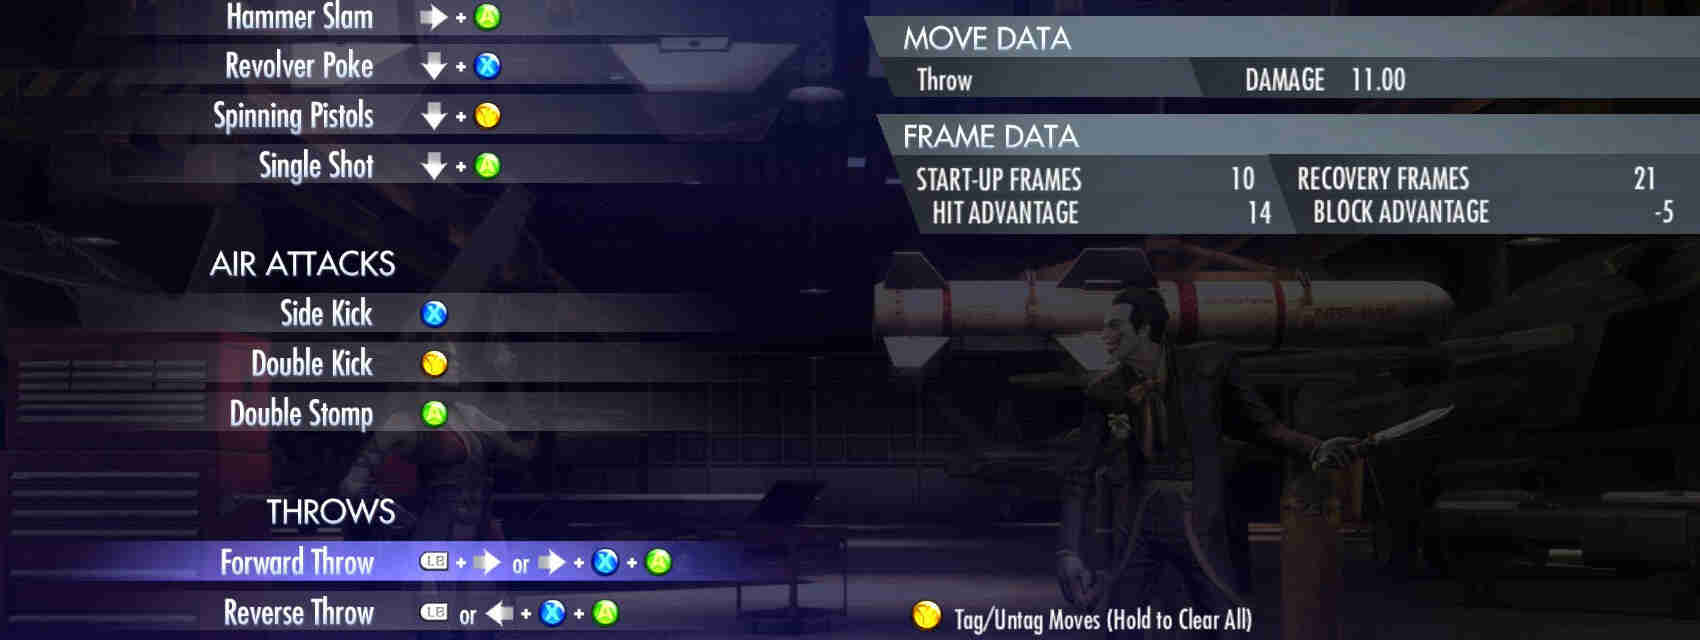 Hammer Slam + A
Revolver Poke + X
Spinning Pistols + Y
Single Shot + A
AIR ATTACKS
Side Kick X
Double Kick Y
Double Stomp A
THROWS
Forward Throw LB + or + X + A
Reverse Throw LB or + X + A
MOVE DATA
Throw DAMAGE 11.00
FRAME DATA
START-UP FRAMES 10 RECOVERY FRAMES 21
HIT ADVANTAGE 14 BLOCK ADVANTAGE -5
Y Tag/Untag Moves (Hold to Clear All)